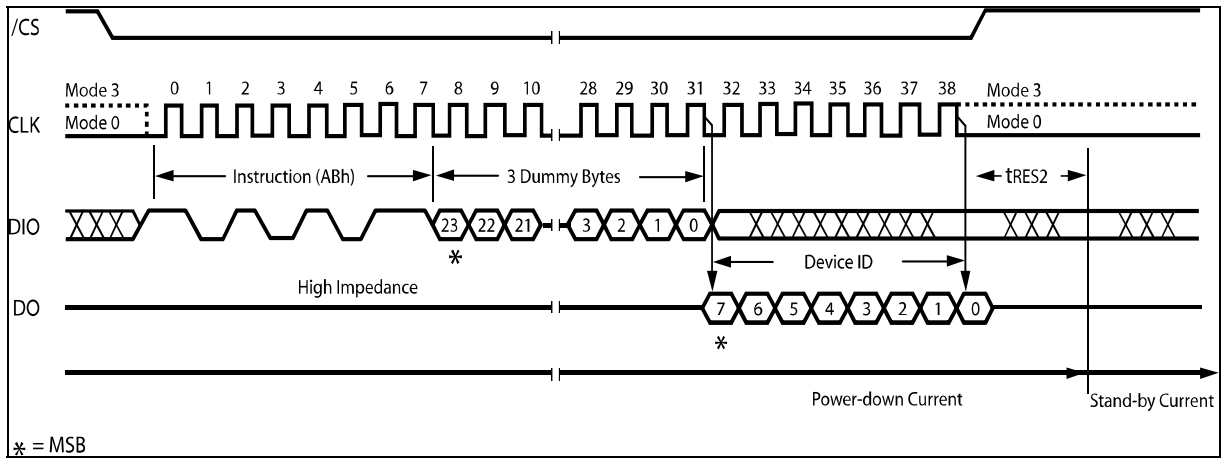 /CS
Mode 3 0 1 2 3 4 5 6 7 8 9 10 28 29 30 31 32 33 34 35 36 37 38 Mode 3
CLK Mode 0 Mode 0
Instruction (ABh) 3 Dummy Bytes tRES2
DIO 23 22 21 3 2 1 0
* Device ID
High Impedance
DO 7 6 5 4 3 2 1 0
*
Power-down Current Stand-by Current
* = MSB